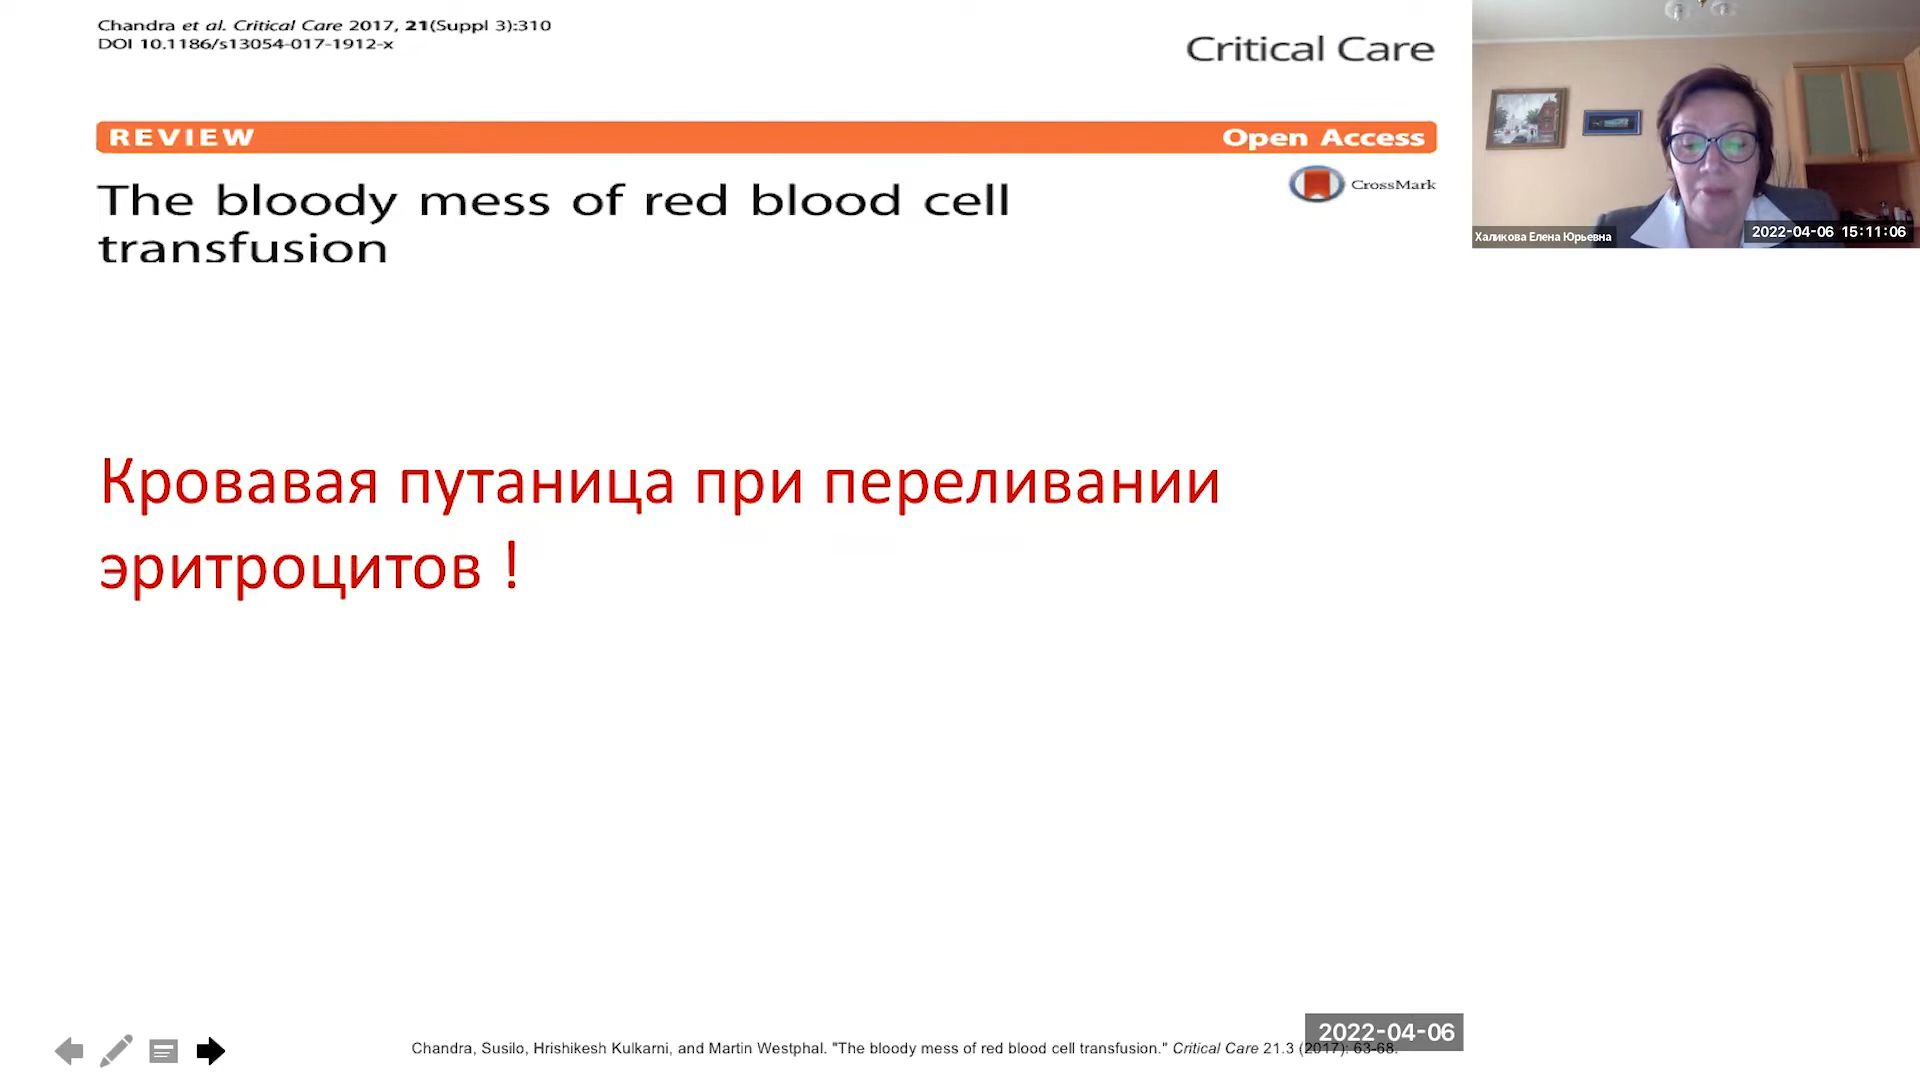 Chandra et al. Critical Care 2017, 21(Suppl 3):310
DOI 10.1186/s13054-017-1912-x
Critical Care
REVIEW
Open Access
The bloody mess of red blood cell
transfusion
CrossMark
Халикова Елена Юрьевна
2022-04-06 15:11:06
Кровавая путаница при переливании
эритроцитов !
2022-04-06
Chandra, Susilo, Hrishikesh Kulkarni, and Martin Westphal. "The bloody mess of red blood cell transfusion." Critical Care 21.3 (2017): 63-68.